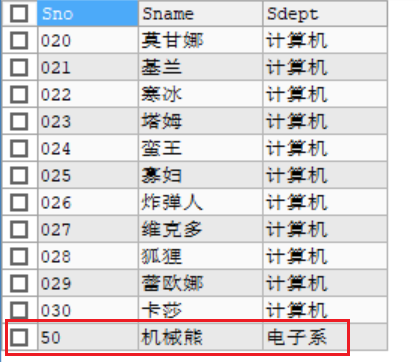 Sno Sname Sdept
020 莫甘娜 计算机
021 基兰 计算机
022 寒冰 计算机
023 塔姆 计算机
024 蛮王 计算机
025 寡妇 计算机
026 炸弹人 计算机
027 维克多 计算机
028 狐狸 计算机
029 蕾欧娜 计算机
030 卡莎 计算机
50 机械熊 电子系